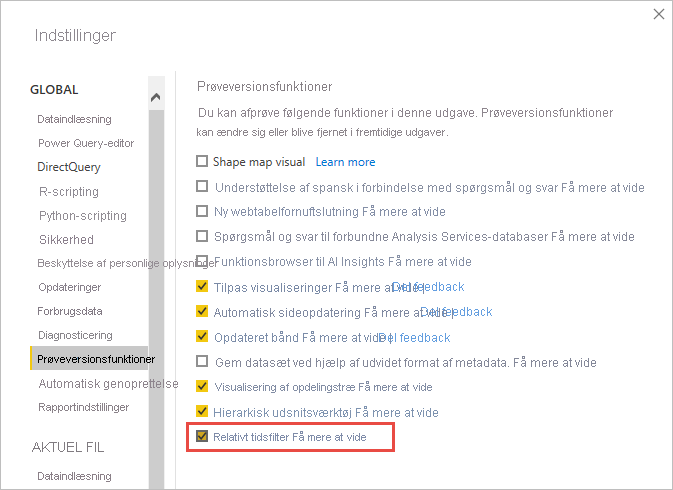 Indstillinger
GLOBAL
Dataindlæsning
Power Query-editor
DirectQuery
R-scripting
Python-scripting
Sikkerhed
Beskyttelse af personlige oplysninger
Opdateringer
Forbrugsdata
Diagnosticering
Prøveversionsfunktioner
Automatisk genoprettelse
Rapportindstillinger
AKTUEL FIL
Dataindlæsning
Prøveversionsfunktioner
Du kan afprøve følgende funktioner i denne udgave. Prøveversionsfunktioner
kan ændre sig eller blive fjernet i fremtidige udgaver.
Shape map visual Learn more
Understøttelse af spansk i forbindelse med spørgsmål og svar Få mere at vide
Ny webtabelfornuftslutning Få mere at vide
Spørgsmål og svar til forbundne Analysis Services-databaser Få mere at vide
Funktionsbrowser til AI Insights Få mere at vide
Tilpas visualiseringer Få mere at vide | Del feedback
Automatisk sideopdatering Få mere at vide | Del feedback
Opdateret bånd Få mere at vide | Del feedback
Gem datasæt ved hjælp af udvidet format af metadata. Få mere at vide
Visualisering af opdelingstræ Få mere at vide
Hierarkisk udsnitsværktøj Få mere at vide
Relativt tidsfilter Få mere at vide